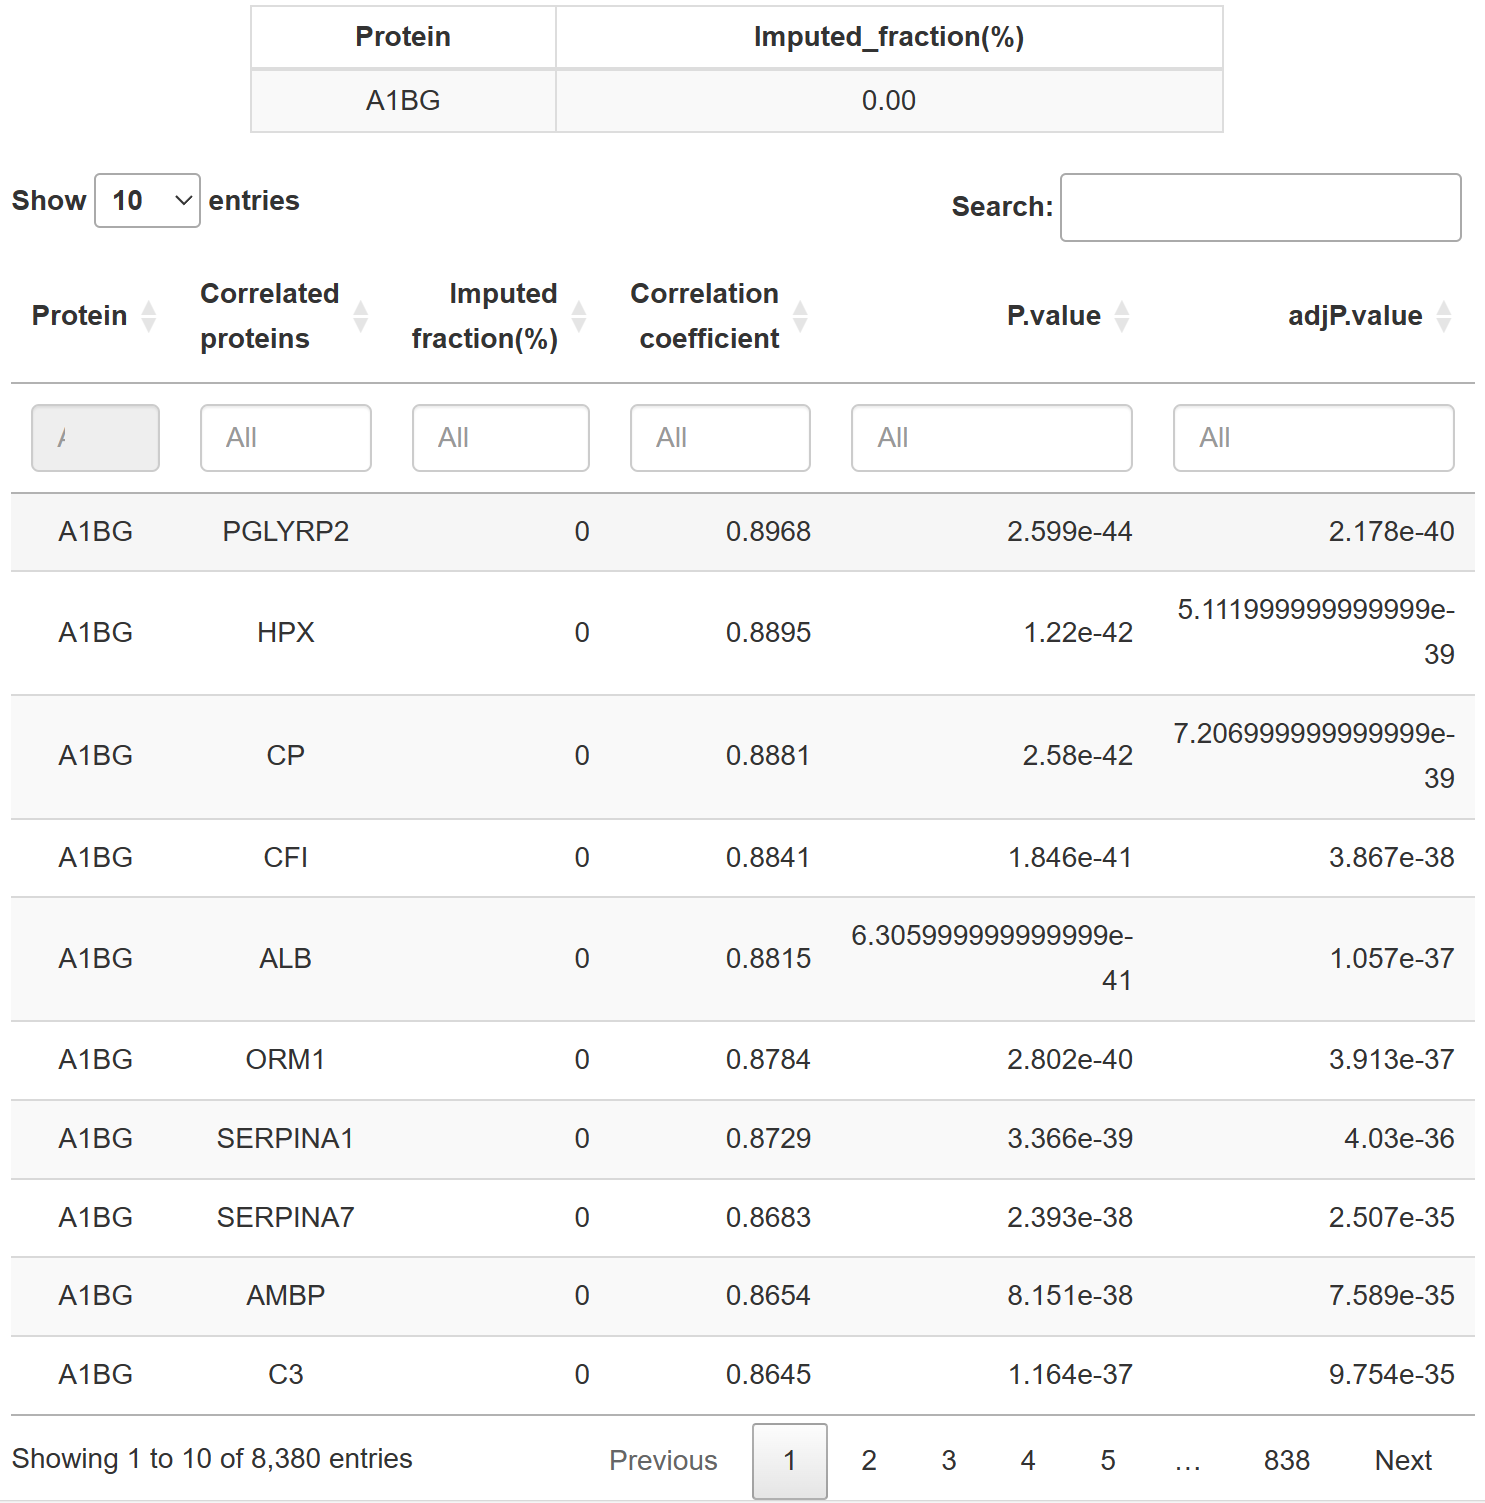 Protein Imputed_fraction(%)
A1BG 0.00
Show 10 entries Search:
Protein Correlated proteins Imputed fraction(%) Correlation coefficient P.value adjP.value
All All All All All
A1BG PGLYRP2 0 0.8968 2.599e-44 2.178e-40
A1BG HPX 0 0.8895 1.22e-42 5.111999999999999e-39
A1BG CP 0 0.8881 2.58e-42 7.206999999999999e-39
A1BG CFI 0 0.8841 1.846e-41 3.867e-38
A1BG ALB 0 0.8815 6.305999999999999e-41 1.057e-37
A1BG ORM1 0 0.8784 2.802e-40 3.913e-37
A1BG SERPINA1 0 0.8729 3.366e-39 4.03e-36
A1BG SERPINA7 0 0.8683 2.393e-38 2.507e-35
A1BG AMBP 0 0.8654 8.151e-38 7.589e-35
A1BG C3 0 0.8645 1.164e-37 9.754e-35
Showing 1 to 10 of 8,380 entries Previous 1 2 3 4 5 … 838 Next